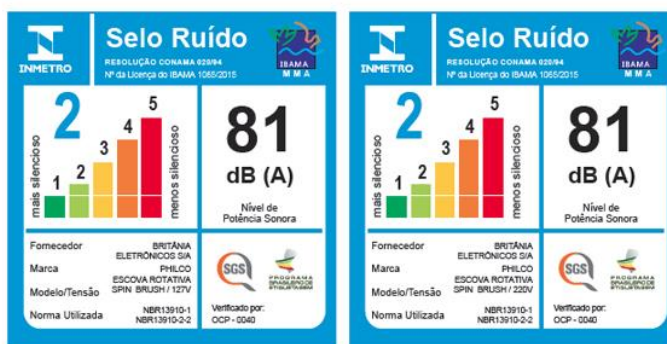 INMETRO
Selo Ruído
RESOLUÇÃO CONAMA 020/94
Nº da Licença do IBAMA 1065/2015
IBAMA
M M A
2
mais silencioso
1
2
3
4
5
menos silencioso
81
dB (A)
Nível de
Potência Sonora
Fornecedor BRITÂNIA
ELETRÔNICOS S/A
Marca PHILCO
Modelo/Tensão ESCOVA ROTATIVA
SPIN BRUSH / 127V
Norma Utilizada NBR13910-1
NBR13910-2-2
SGS
PROGRAMA
BRASILEIRO DE
ETIQUETAGEM
Verificado por:
OCP - 0040
INMETRO
Selo Ruído
RESOLUÇÃO CONAMA 020/94
Nº da Licença do IBAMA 1065/2015
IBAMA
M M A
2
mais silencioso
1
2
3
4
5
menos silencioso
81
dB (A)
Nível de
Potência Sonora
Fornecedor BRITÂNIA
ELETRÔNICOS S/A
Marca PHILCO
Modelo/Tensão ESCOVA ROTATIVA
SPIN BRUSH / 220V
Norma Utilizada NBR13910-1
NBR13910-2-2
SGS
PROGRAMA
BRASILEIRO DE
ETIQUETAGEM
Verificado por:
OCP - 0040